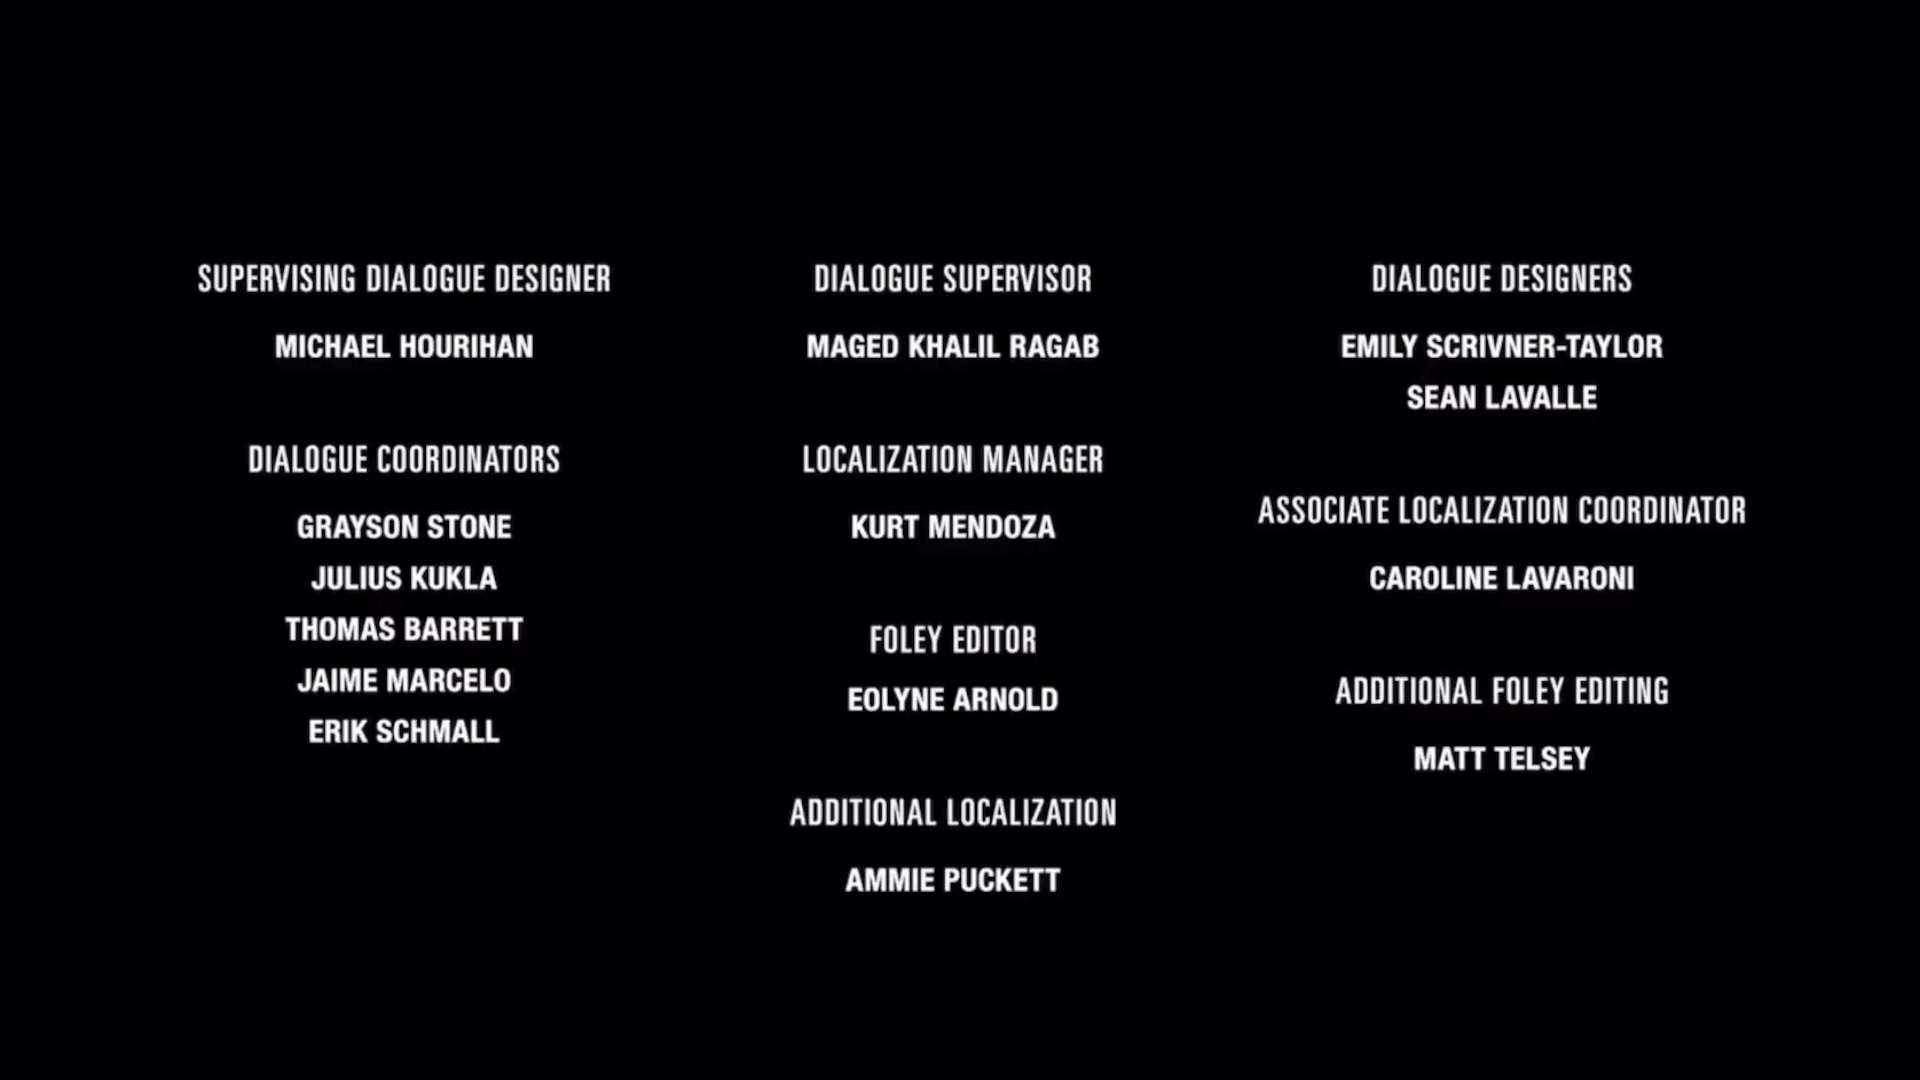 SUPERVISING DIALOGUE DESIGNER
MICHAEL HOURIHAN
DIALOGUE COORDINATORS
GRAYSON STONE
JULIUS KUKLA
THOMAS BARRETT
JAIME MARCELO
ERIK SCHMALL
DIALOGUE SUPERVISOR
MAGED KHALIL RAGAB
LOCALIZATION MANAGER
KURT MENDOZA
FOLEY EDITOR
EOLYNE ARNOLD
ADDITIONAL LOCALIZATION
AMMIE PUCKETT
DIALOGUE DESIGNERS
EMILY SCRIVNER-TAYLOR
SEAN LAVALLE
ASSOCIATE LOCALIZATION COORDINATOR
CAROLINE LAVARONI
ADDITIONAL FOLEY EDITING
MATT TELSEY